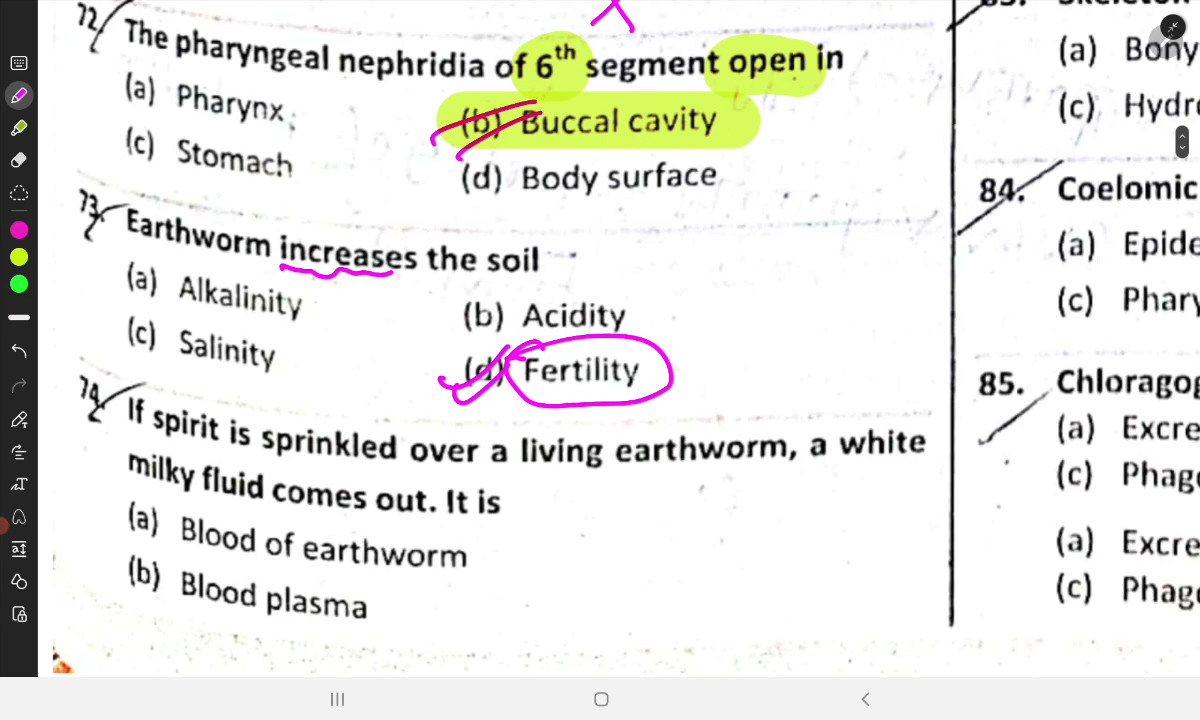 72.
The pharyngeal nephridia of 6th segment open in
(a) Pharynx
(b) Buccal cavity
(c) Stomach
(d) Body surface
73.
Earthworm increases the soil
(a) Alkalinity
(b) Acidity
(c) Salinity
(d) Fertility
74.
If spirit is sprinkled over a living earthworm, a white
milky fluid comes out. It is
(a) Blood of earthworm
(b) Blood plasma
(a) Bony
(c) Hydr
84. Coelomic
(a) Epide
(c) Phary
85. Chlorago
(a) Excre
(c) Phag
(a) Excre
(c) Phag